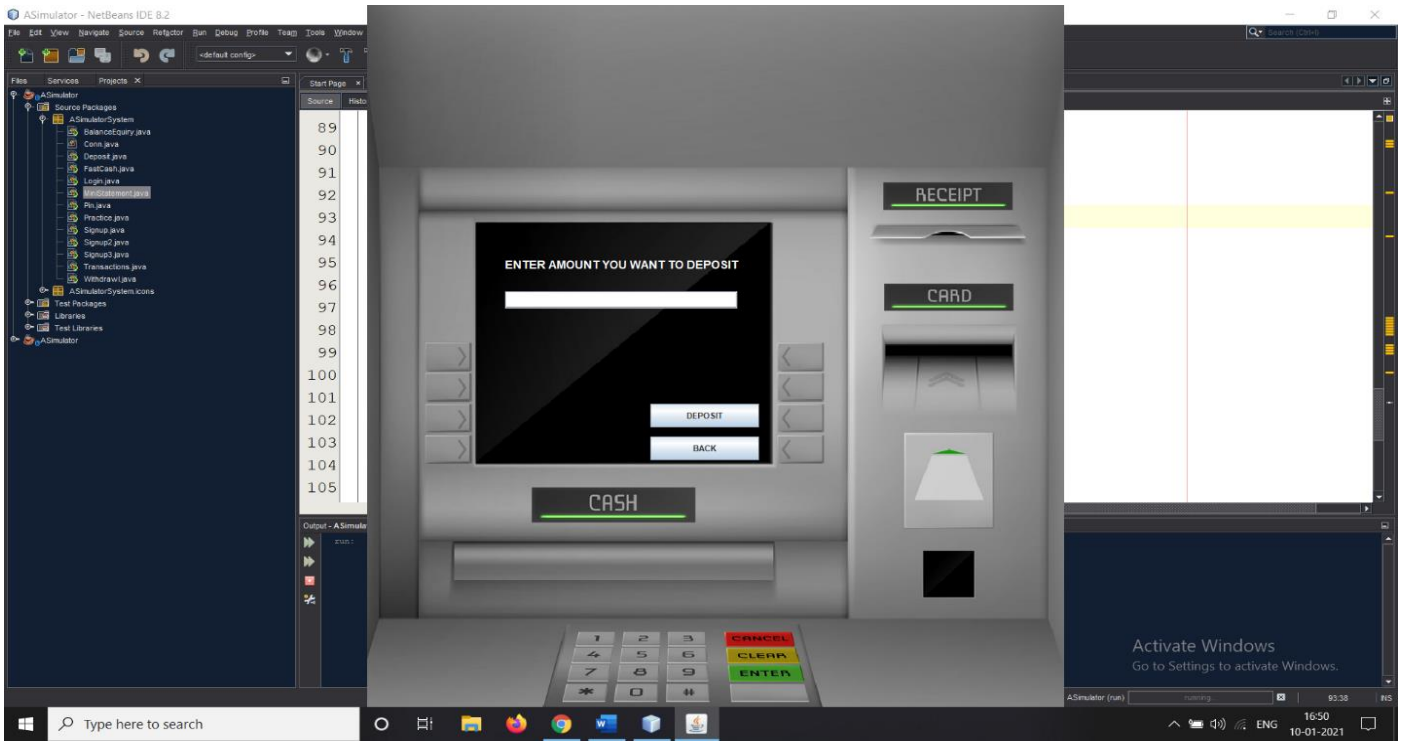 ASimulator - NetBeans IDE 8.2
File Edit View Navigate Source Refactor Run Debug Profile Team Tools Window
Search (Ctrl+I)
<default config>
Files Services Projects
Start Page
Source Histo
ASimulator
Source Packages
ASimulatorSystem
BalanceEquiry.java
Conn.java
Deposit.java
FastCash.java
Login.java
MiniStatement.java
Pin.java
Practice.java
Signup.java
Signup2.java
Signup3.java
Transactions.java
Withdrawl.java
ASimulatorSystem.icons
Test Packages
Libraries
Test Libraries
ASimulator
89
90
91
92
93
94
95
96
97
98
99
100
101
102
103
104
105
ENTER AMOUNT YOU WANT TO DEPOSIT
DEPOSIT
BACK
RECEIPT
CARD
CASH
1 2 3 CANCEL
4 5 6 CLEAR
7 8 9 ENTER
* 0 #
Output - ASimula
run:
Activate Windows
Go to Settings to activate Windows.
ASimulator (run) running... 93:38 INS
Type here to search
ENG
16:50
10-01-2021